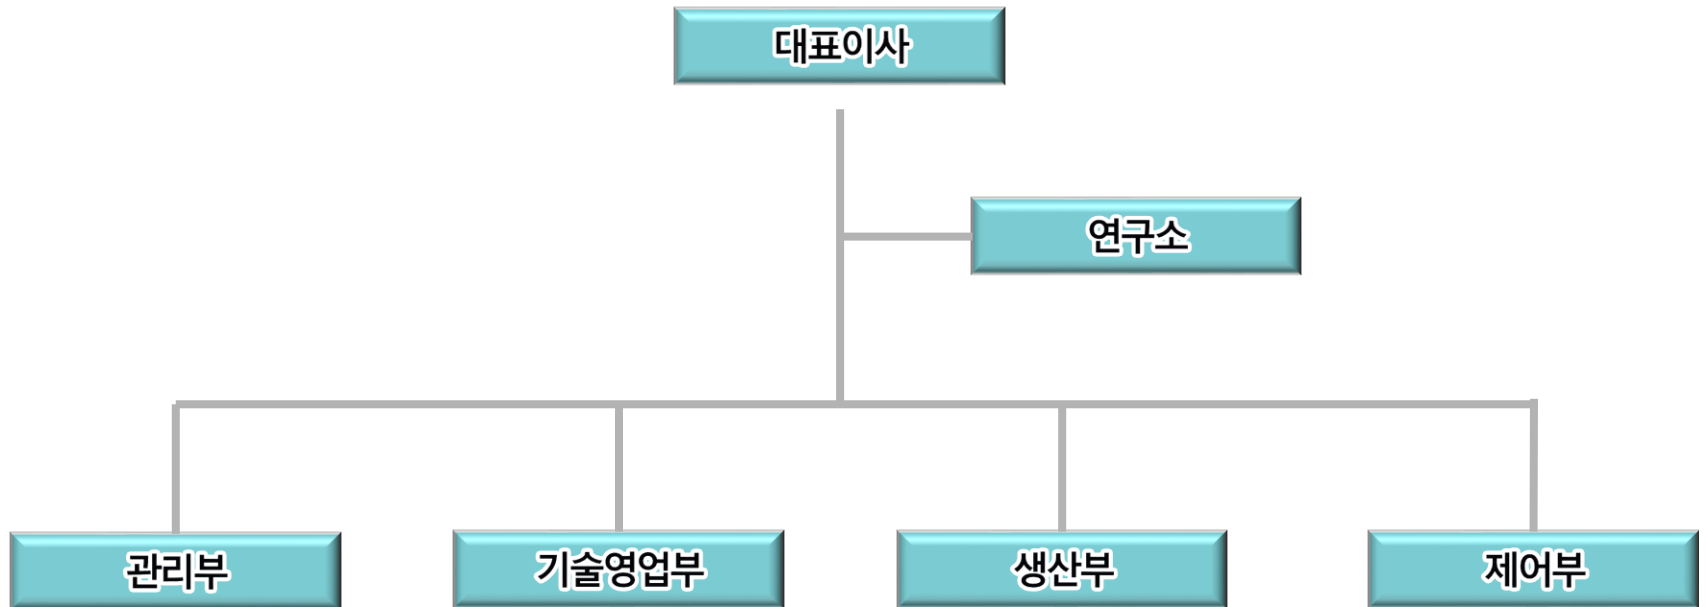 대표이사
연구소
관리부
기술영업부
생산부
제어부